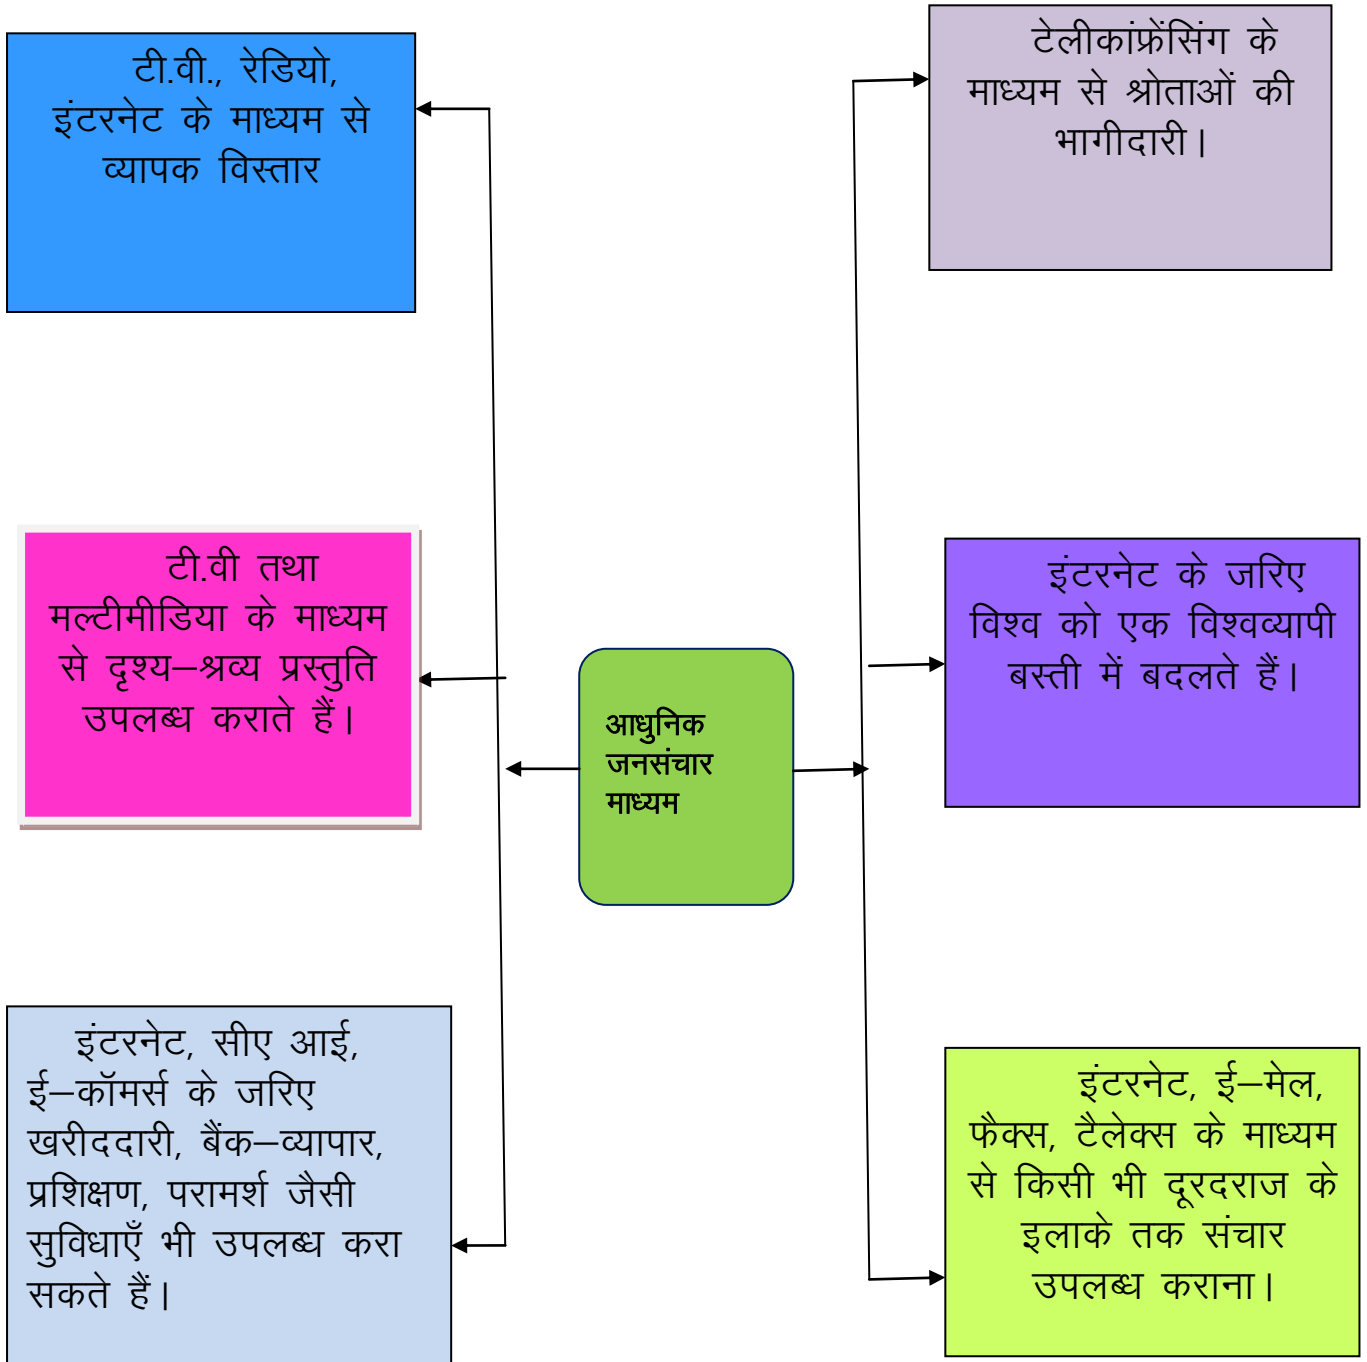 टी.वी., रेडियो,
इंटरनेट के माध्यम से
व्यापक विस्तार
टेलीकांफ्रेंसिंग के
माध्यम से श्रोताओं की
भागीदारी।
टी.वी तथा
मल्टीमीडिया के माध्यम
से दृश्य–श्रव्य प्रस्तुति
उपलब्ध कराते हैं।
इंटरनेट के जरिए
विश्व को एक विश्वव्यापी
बस्ती में बदलते हैं।
आधुनिक
जनसंचार
माध्यम
इंटरनेट, सीए आई,
ई–कॉमर्स के जरिए
खरीददारी, बैंक–व्यापार,
प्रशिक्षण, परामर्श जैसी
सुविधाएँ भी उपलब्ध करा
सकते हैं।
इंटरनेट, ई–मेल,
फैक्स, टैलेक्स के माध्यम
से किसी भी दूरदराज के
इलाके तक संचार
उपलब्ध कराना।